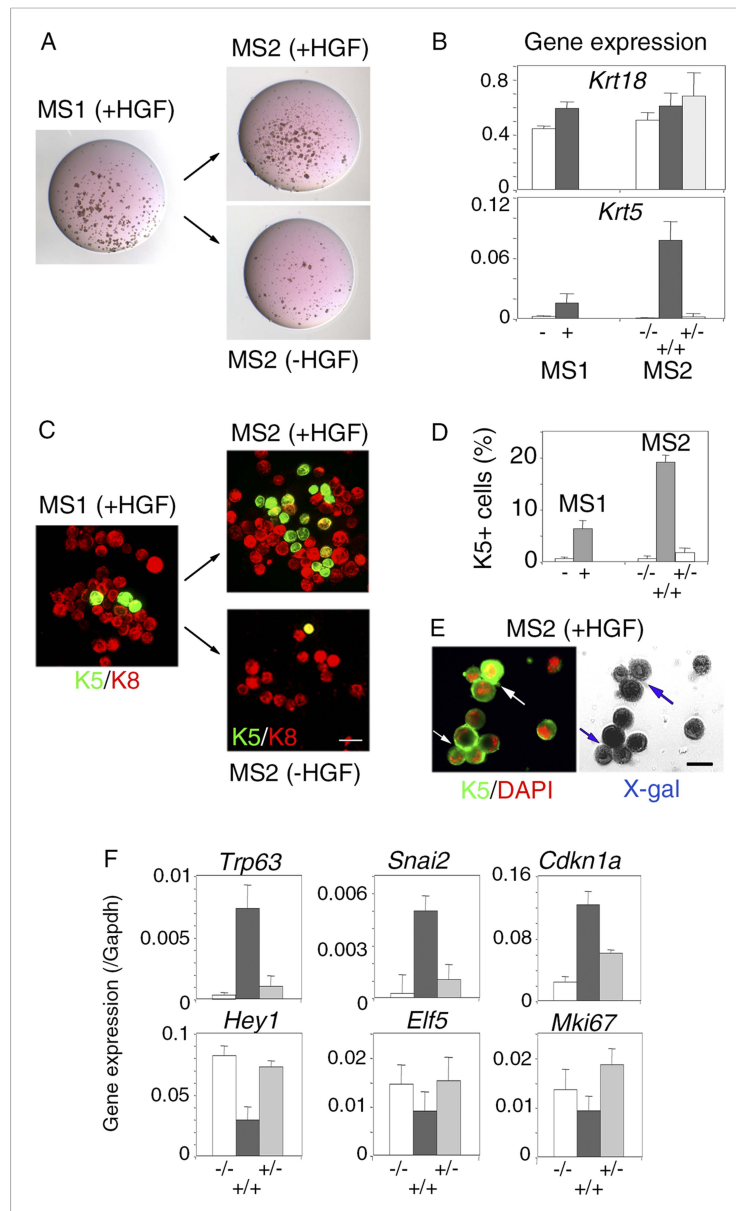 A
MS2 (+HGF)
MS1 (+HGF)
MS2 (-HGF)
B
Gene expression
Krt18
0.8
0.4
0
Krt5
0.12
0.06
0
- + -/- +/-
+/+
MS1 MS2
C
MS2 (+HGF)
MS1 (+HGF)
K5/K8
K5/K8
MS2 (-HGF)
D
K5+ cells (%)
20
10
0
MS2
MS1
- + -/- +/-
+/+
E
MS2 (+HGF)
K5/DAPI X-gal
F
Gene expression (/Gapdh)
Trp63 Snai2 Cdkn1a
0.01 0.006 0.16
0.005 0.003 0.08
0 0 0
Hey1 Elf5 Mki67
0.1 0.02 0.02
0.05 0.01 0.01
0 0 0
-/- +/- -/- +/- -/- +/-
+/+ +/+ +/+